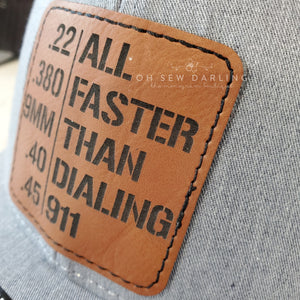 OH SEW DARLING
.22 ALL
.380 FASTER
9MM THAN
.40 DIALING
.45 911